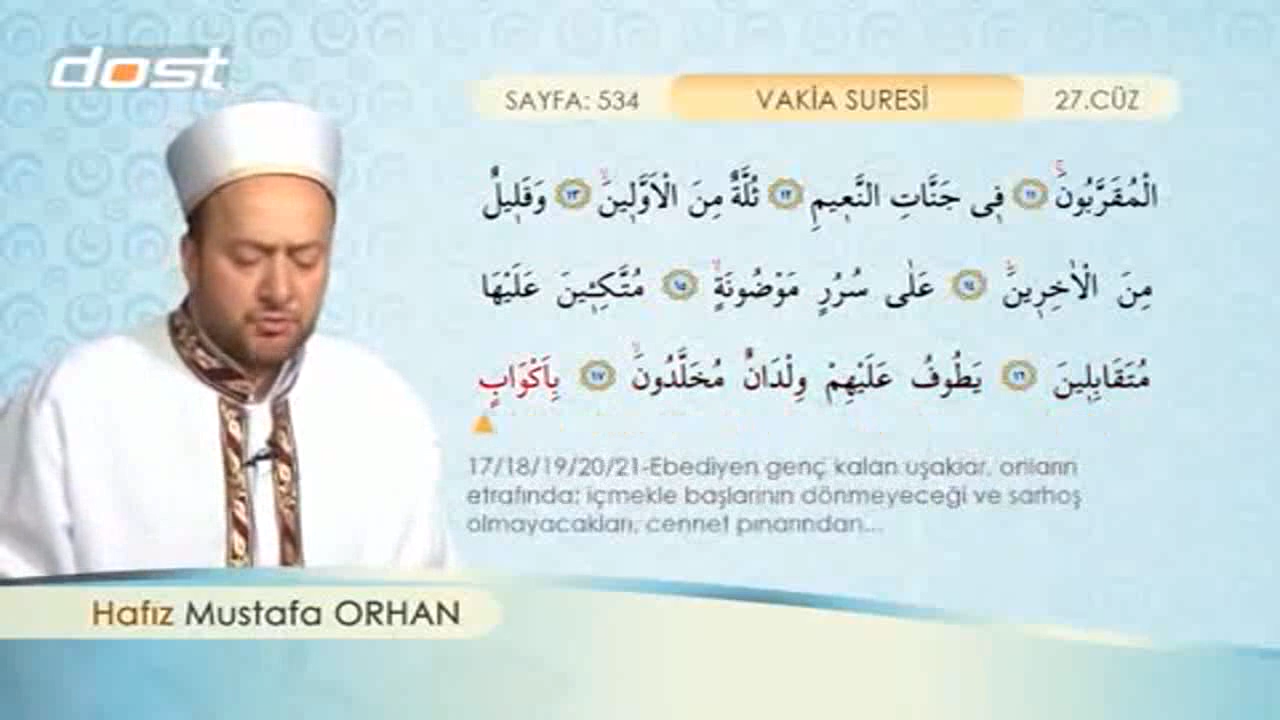 dost
SAYFA: 534 VAKİA SURESİ 27.CÜZ
الْمُقَرَّبُونَۚ ﴿١١﴾ ف۪ي جَنَّاتِ النَّع۪يمِ ﴿١٢﴾ ثُلَّةٌ مِنَ الْاَوَّل۪ينَۙ ﴿١٣﴾ وَقَل۪يلٌ
مِنَ الْاٰخِر۪ينَۜ ﴿١٤﴾ عَلٰى سُرُرٍ مَوْضُونَةٍۙ ﴿١٥﴾ مُتَّكِـ۪ٔينَ عَلَيْهَا
مُتَقَابِل۪ينَ ﴿١٦﴾ يَطُوفُ عَلَيْهِمْ وِلْدَانٌ مُخَلَّدُونَۙ ﴿١٧﴾ بِاَكْوَابٍ
17/18/19/20/21-Ebediyen genç kalan uşaklar, onların
etrafında; içmekle başlarının dönmeyeceği ve sarhoş
olmayacakları, cennet pınarından...
Hafız Mustafa ORHAN